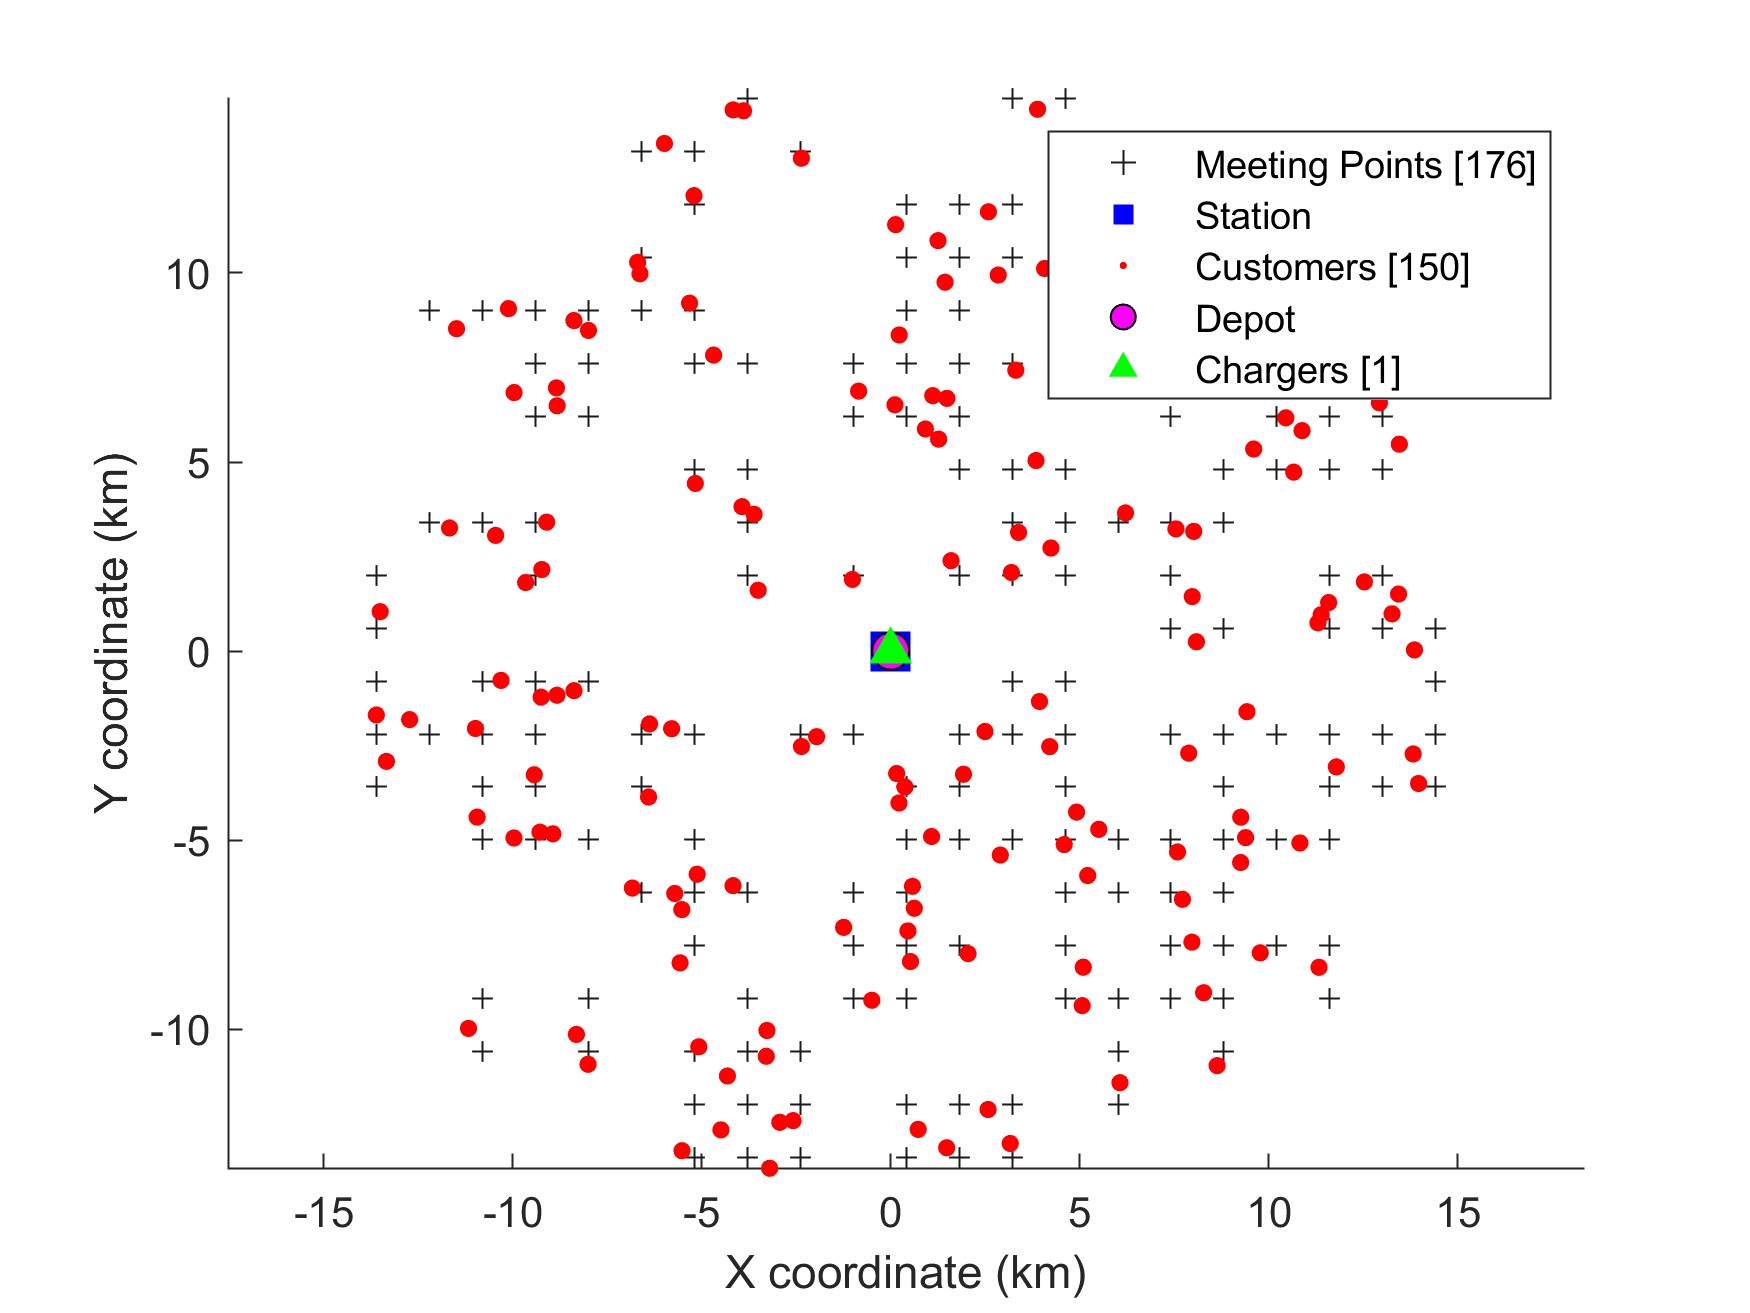 Meeting Points [176]
Station
Customers [150]
Depot
Chargers [1]
10
5
0
-5
-10
Y coordinate (km)
-15 -10 -5 0 5 10 15
X coordinate (km)